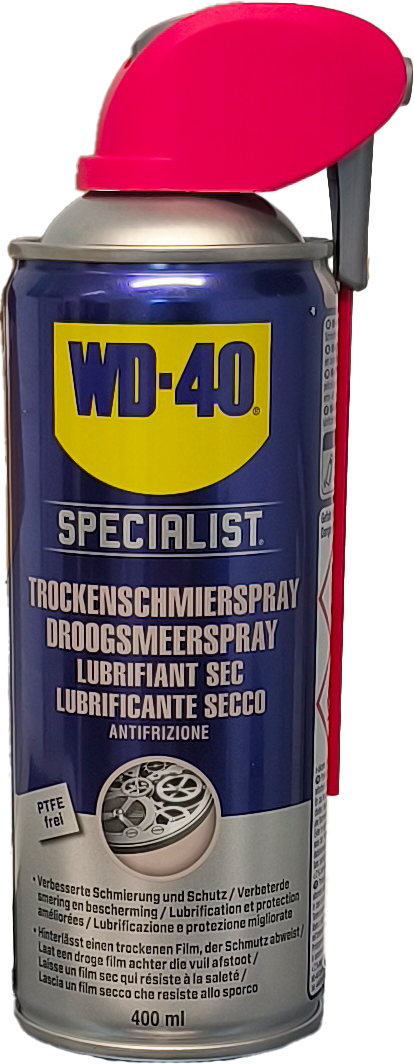 WD-40®
SPECIALIST®
TROCKENSCHMIERSPRAY
DROOGSMEERSPRAY
LUBRIFIANT SEC
LUBRIFICANTE SECCO
ANTIFRIZIONE
PTFE
frei
• Verbesserte Schmierung und Schutz / Verbeterde
smering en bescherming / Lubrification et protection
améliorées / Lubrificazione e protezione migliorate
• Hinterlässt einen trockenen Film, der Schmutz abweist /
Laat een droge film achter die vuil afstoot /
Laisse un film sec qui résiste à la saleté /
Lascia un film secco che resiste allo sporco
400 ml